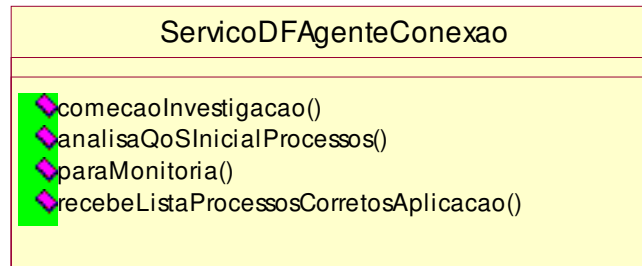 ServicoDFAgenteConexao
comecaoInvestigacao()
analisaQoSInicialProcessos()
paraMonitoria()
recebeListaProcessosCorretosAplicacao()